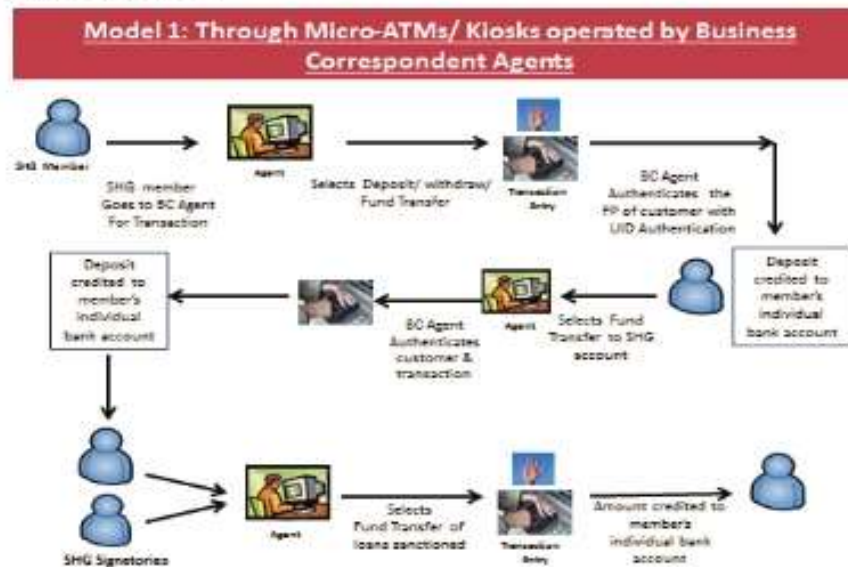 Model 1: Through Micro-ATMs/ Kiosks operated by Business
Correspondent Agents
SHG Member
SHG member
Goes to BC Agent
For Transaction
Agent
Selects Deposit/ withdraw/
Fund Transfer
Transaction
Entry
BC Agent
Authenticates the
FP of customer with
UID Authentication
Deposit
credited to
member's
individual
bank account
Selects Fund
Transfer to SHG
account
Agent
BC Agent
Authenticates
customer &
transaction
Deposit
credited to
member's
individual
bank account
SHG Signetories
Agent
Selects
Fund Transfer of
loans sanctioned
Transaction
Entry
Amount credited to
member's
individual bank
account